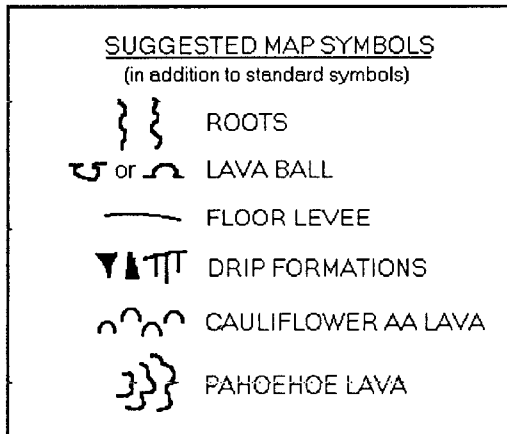 SUGGESTED MAP SYMBOLS
(in addition to standard symbols)
ROOTS
or LAVA BALL
FLOOR LEVEE
DRIP FORMATIONS
CAULIFLOWER AA LAVA
PAHOEHOE LAVA